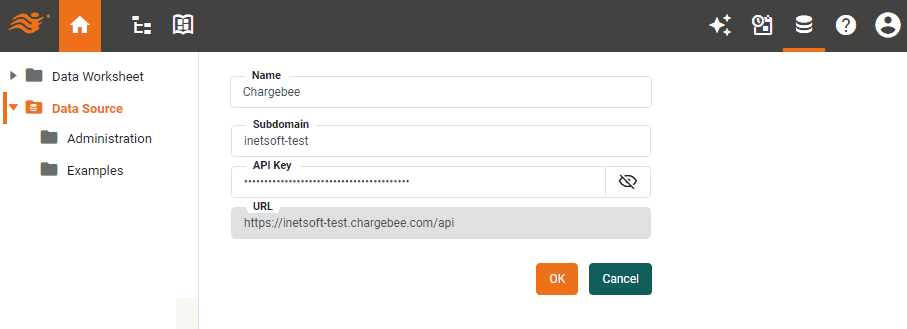 Data Worksheet
Data Source
Administration
Examples
Name
Chargebee
Subdomain
inetsoft-test
API Key
URL
https://inetsoft-test.chargebee.com/api
OK
Cancel